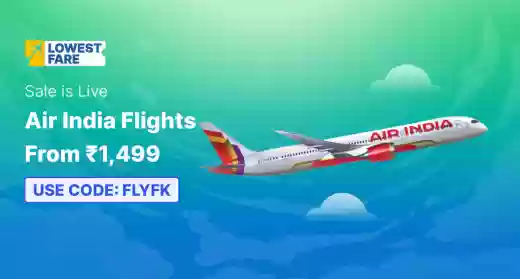 LOWEST
FARE
Sale is Live
Air India Flights
From ₹1,499
USE CODE: FLYFK
AIR INDIA